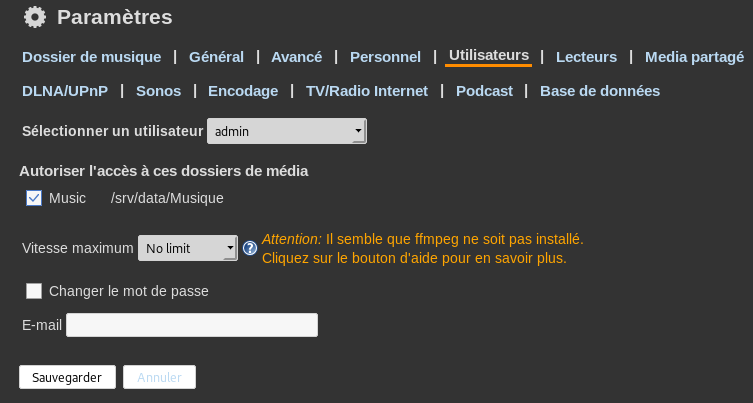 Paramètres
Dossier de musique | Général | Avancé | Personnel | Utilisateurs | Lecteurs | Media partagé
DLNA/UPnP | Sonos | Encodage | TV/Radio Internet | Podcast | Base de données
Sélectionner un utilisateur admin
Autoriser l'accès à ces dossiers de média
Music /srv/data/Musique
Vitesse maximum No limit ? Attention: Il semble que ffmpeg ne soit pas installé.
Cliquez sur le bouton d'aide pour en savoir plus.
Changer le mot de passe
E-mail
Sauvegarder Annuler